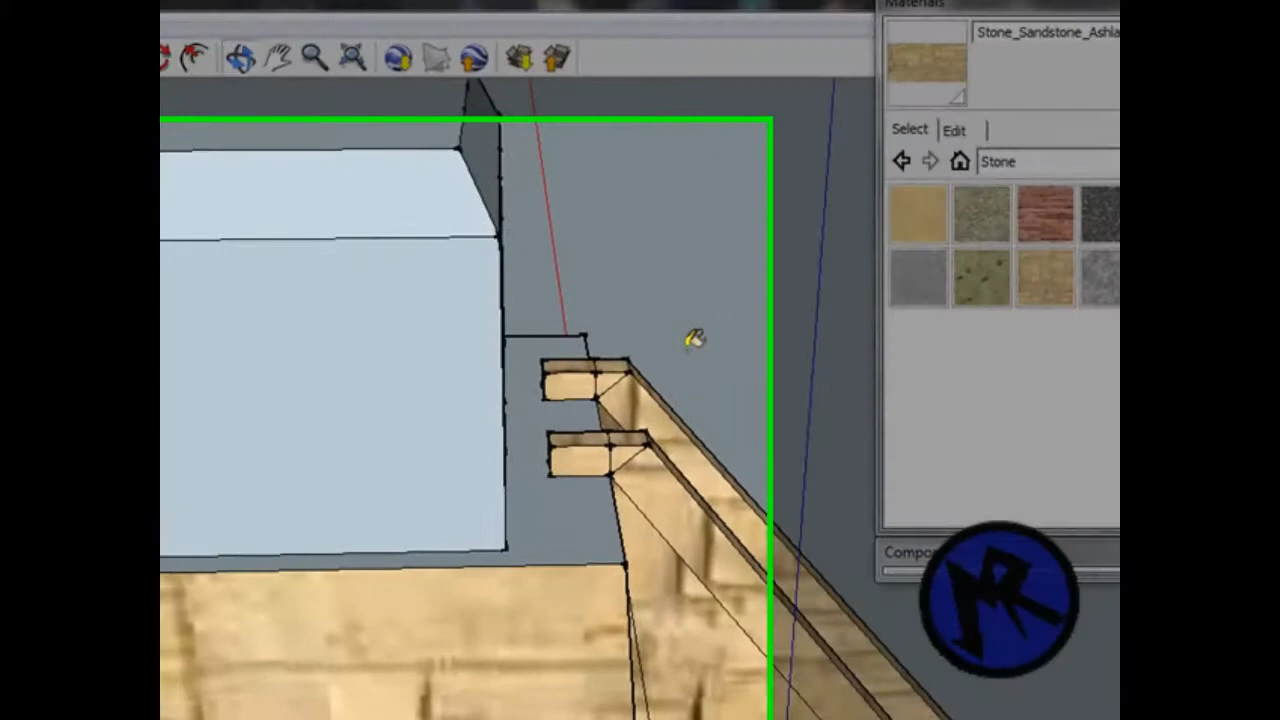 Materials
Stone_Sandstone_Ashla
Select
Edit
Stone
Compo